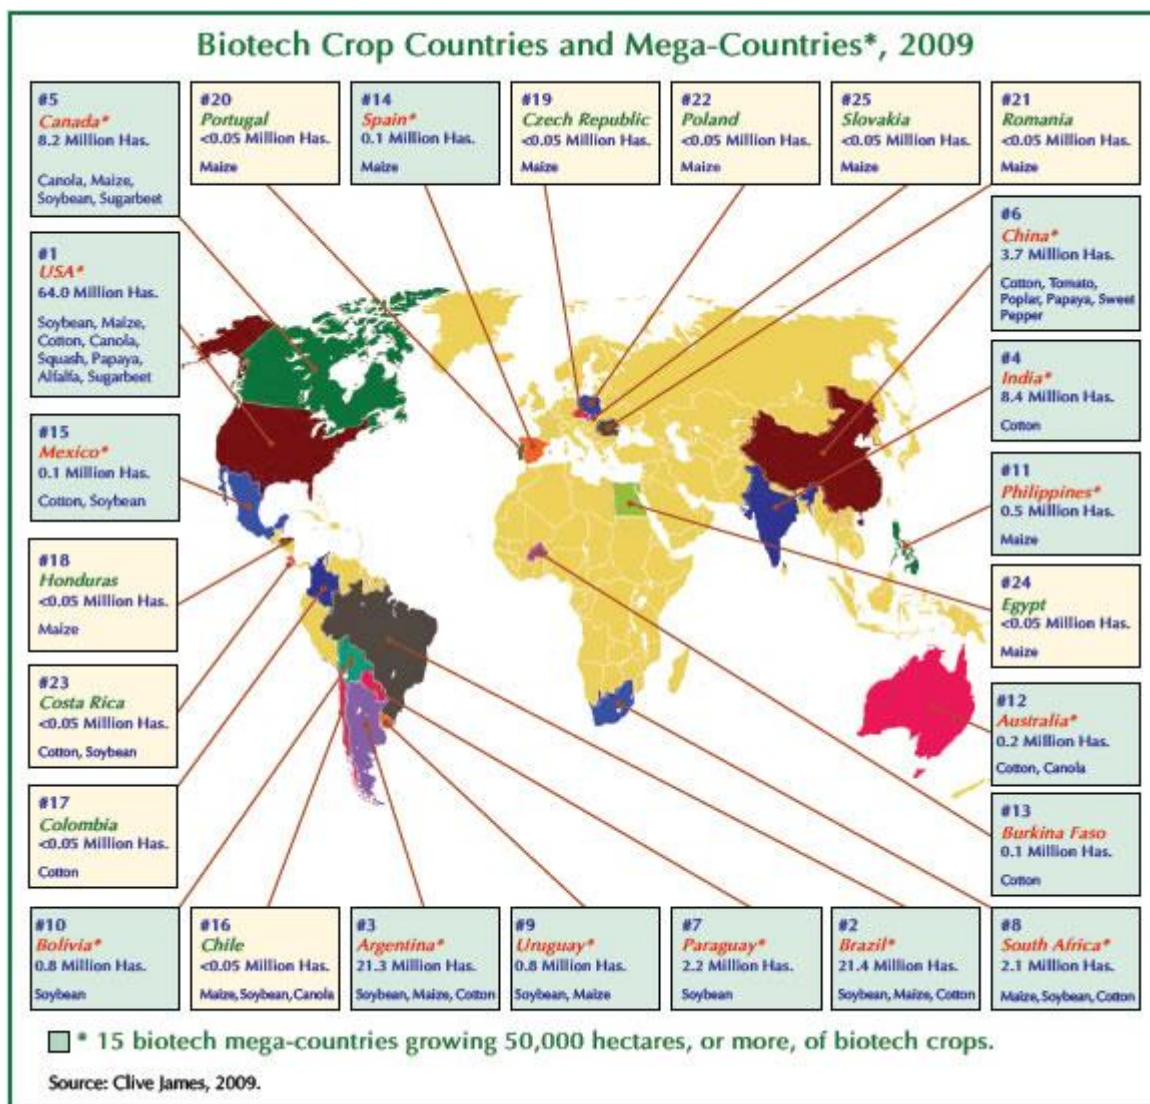 Biotech Crop Countries and Mega-Countries*, 2009
#5
Canada*
8.2 Million Has.
Canola, Maize,
Soybean, Sugarbeet
#20
Portugal
<0.05 Million Has.
Maize
#14
Spain*
0.1 Million Has.
Maize
#19
Czech Republic
<0.05 Million Has.
Maize
#22
Poland
<0.05 Million Has.
Maize
#25
Slovakia
<0.05 Million Has.
Maize
#21
Romania
<0.05 Million Has.
Maize
#1
USA*
64.0 Million Has.
Soybean, Maize,
Cotton, Canola,
Squash, Papaya,
Alfalfa, Sugarbeet
#6
China*
3.7 Million Has.
Cotton, Tomato,
Poplar, Papaya, Sweet
Pepper
#4
India*
8.4 Million Has.
Cotton
#15
Mexico*
0.1 Million Has.
Cotton, Soybean
#11
Philippines*
0.5 Million Has.
Maize
#18
Honduras
<0.05 Million Has.
Maize
#24
Egypt
<0.05 Million Has.
Maize
#23
Costa Rica
<0.05 Million Has.
Cotton, Soybean
#12
Australia*
0.2 Million Has.
Cotton, Canola
#17
Colombia
<0.05 Million Has.
Cotton
#13
Burkina Faso
0.1 Million Has.
Cotton
#10
Bolivia*
0.8 Million Has.
Soybean
#16
Chile
<0.05 Million Has.
Maize, Soybean, Canola
#3
Argentina*
21.3 Million Has.
Soybean, Maize, Cotton
#9
Uruguay*
0.8 Million Has.
Soybean, Maize
#7
Paraguay*
2.2 Million Has.
Soybean
#2
Brazil*
21.4 Million Has.
Soybean, Maize, Cotton
#8
South Africa*
2.1 Million Has.
Maize, Soybean, Cotton
* 15 biotech mega-countries growing 50,000 hectares, or more, of biotech crops.
Source: Clive James, 2009.